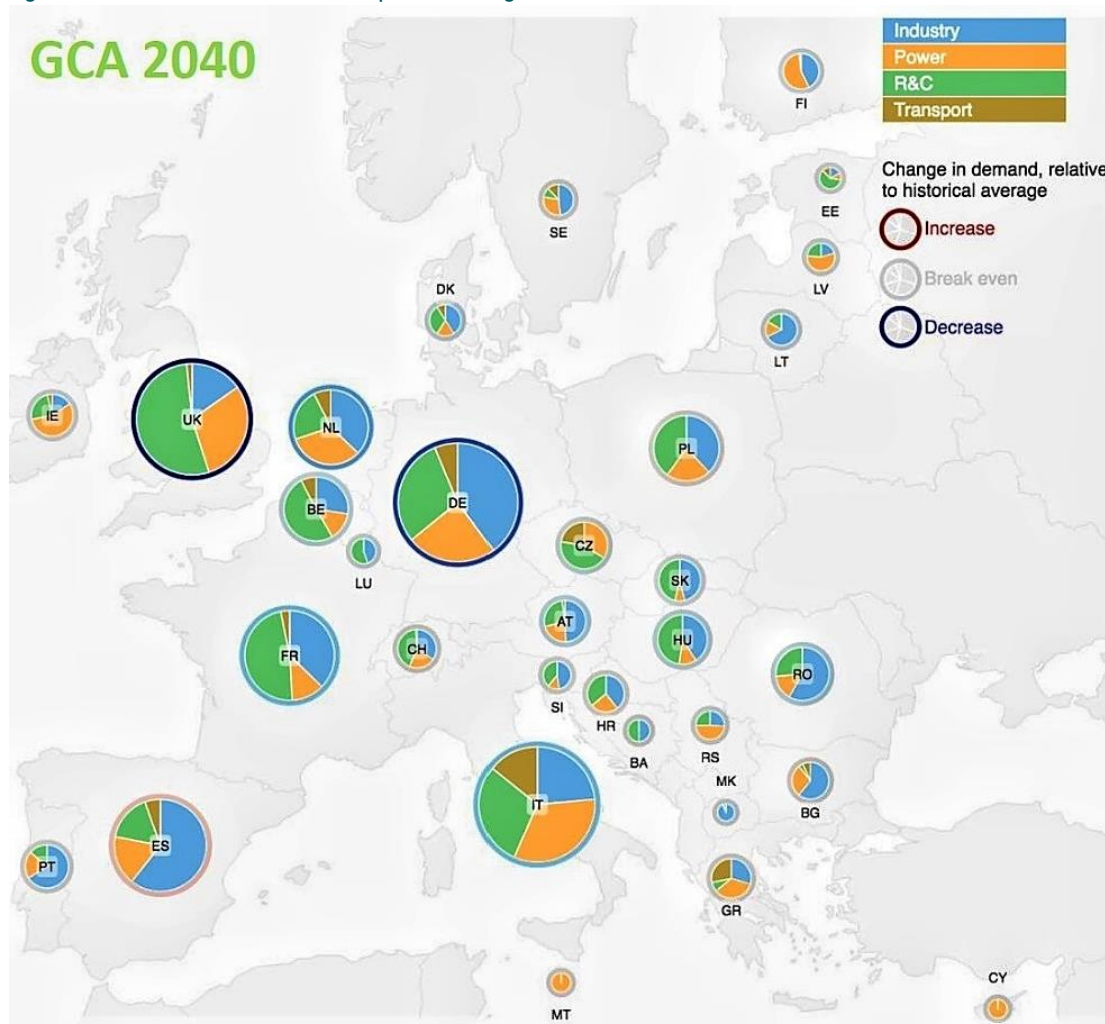 GCA 2040
Industry
Power
R&C
Transport
Change in demand, relative
to historical average
Increase
Break even
Decrease
FI
EE
SE
LV
DK
LT
IE
UK
NL
PL
BE
DE
LU
CZ
SK
AT
HU
FR
CH
SI
HR
RO
BA
RS
MK
BG
IT
ES
PT
GR
MT
CY